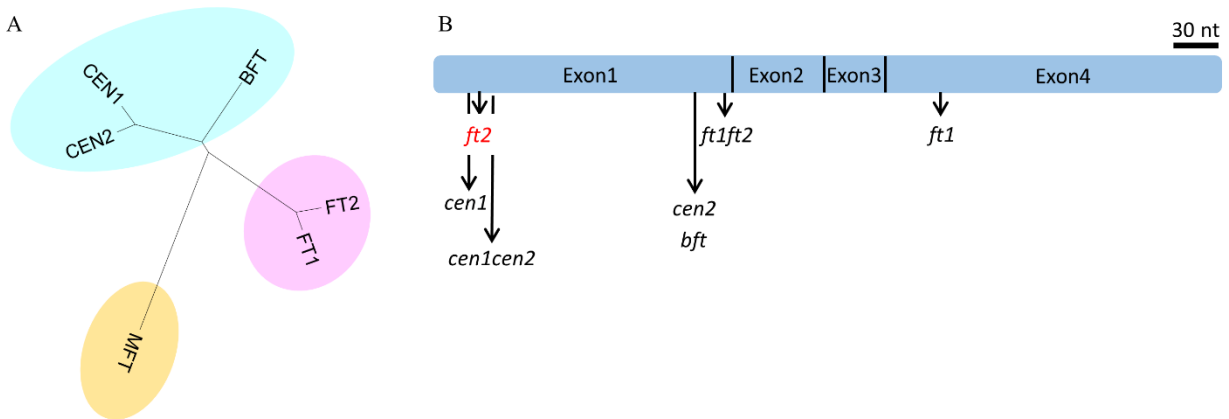 A
CEN1
CEN2
BFT
FT2
FT1
MFT
B
30 nt
Exon1
Exon2
Exon3
Exon4
ft2
ft1ft2
ft1
cen1
cen2
cen1cen2
bft